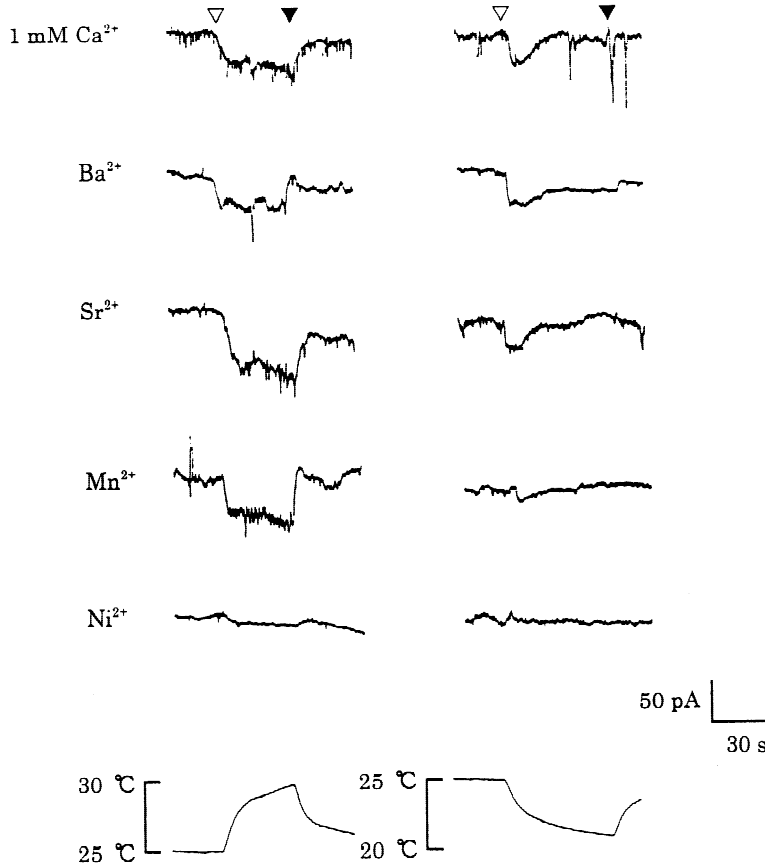 1 mM Ca²⁺
Ba²⁺
Sr²⁺
Mn²⁺
Ni²⁺
50 pA
30 s
30 ℃
25 ℃
25 ℃
20 ℃